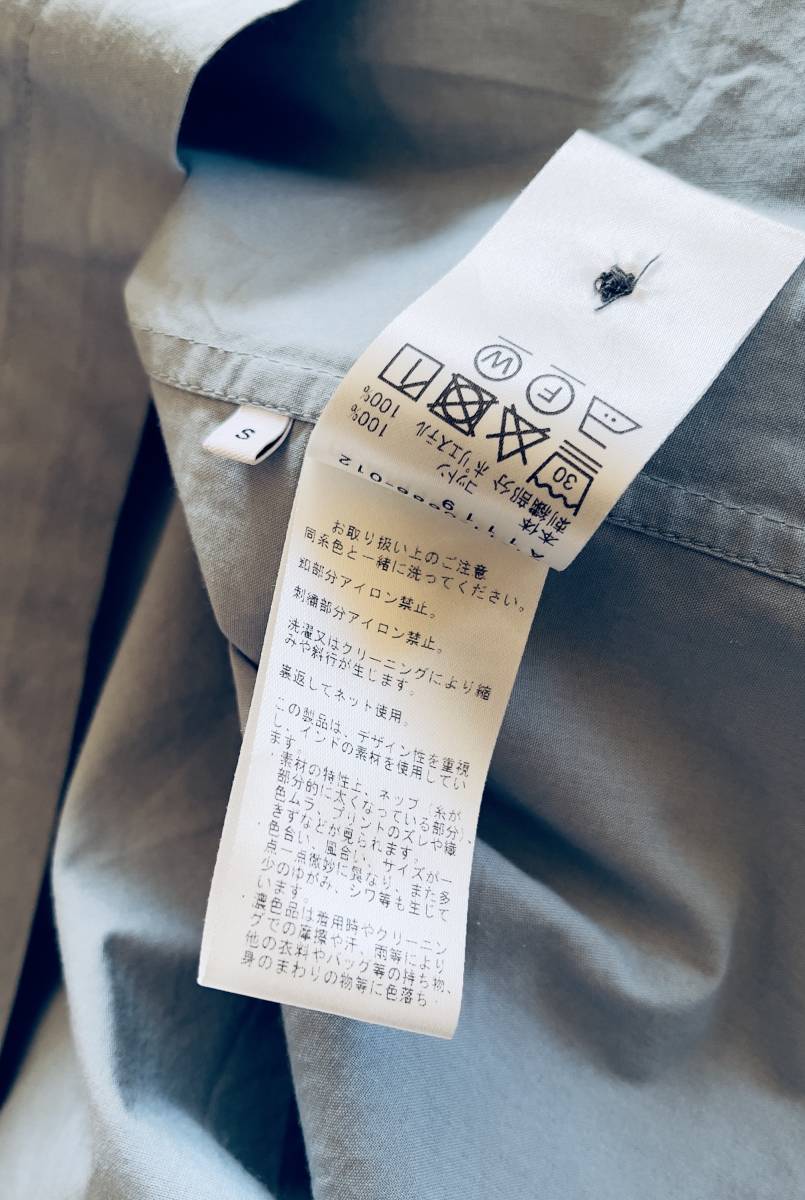 S
本体 コットン 100%
刺繍部分 ポリエステル 100%
30
F
W
お取り扱い上のご注意
同系色と一緒に洗ってください。
釦部分アイロン禁止。
刺繍部分アイロン禁止。
洗濯又はクリーニングにより縮
みや斜行が生じます。
裏返してネット使用。
この製品は、デザイン性を重視
し、インドの素材を使用してい
ます。
・素材の特性上、ネップ（糸が
部分的に太くなっている部分）、
色ムラ、プリントのズレや織
きずなどが見られます。
・色合い、風合い、サイズが一
点一点微妙に異なり、また多
少のゆがみ、シワ等も生じて
います。
・濃色品は着用時やクリーニン
グでの摩擦や汗、雨等により
他の衣料やバッグ等の持ち物、
身のまわりの物等に色落ち・